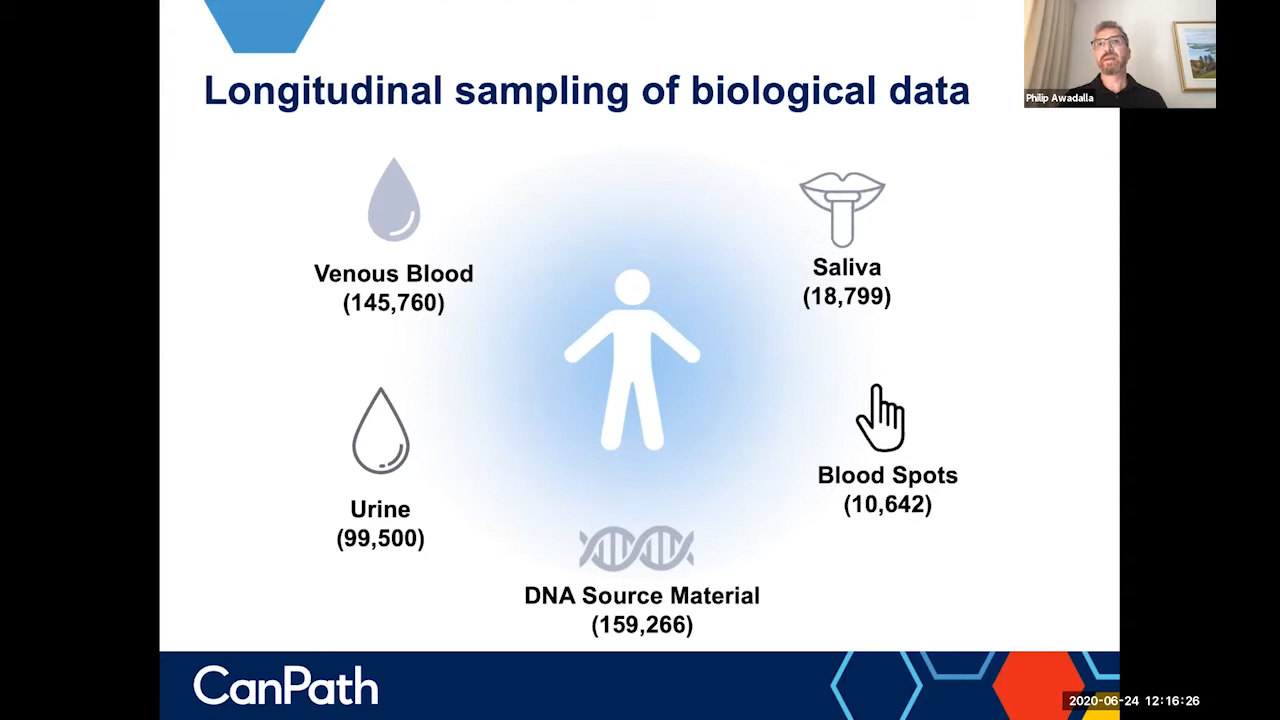 Longitudinal sampling of biological data
Philip Awadalla
Venous Blood
(145,760)
Saliva
(18,799)
Urine
(99,500)
Blood Spots
(10,642)
DNA Source Material
(159,266)
CanPath
2020-06-24 12:16:26